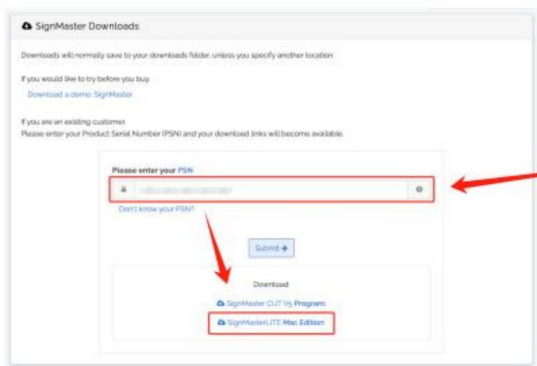 SignMaster Downloads
Downloads will normally save to your downloads folder, unless you specify another location
If you would like to try before you buy
Download a demo: SignMaster
If you are an existing customer.
Please enter your Product Serial Number (PSN) and your download links will become available.
Please enter your PSN
Don't know your PSN?
Submit
Download
SignMaster CUT V5 Program:
SignMasterLITE Mac Edition: